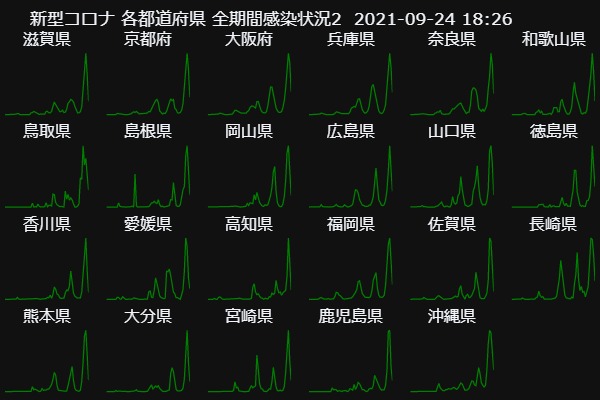 新型コロナ 各都道府県 全期間感染状況2 2021-09-24 18:26
滋賀県 京都府 大阪府 兵庫県 奈良県 和歌山県
鳥取県 島根県 岡山県 広島県 山口県 徳島県
香川県 愛媛県 高知県 福岡県 佐賀県 長崎県
熊本県 大分県 宮崎県 鹿児島県 沖縄県